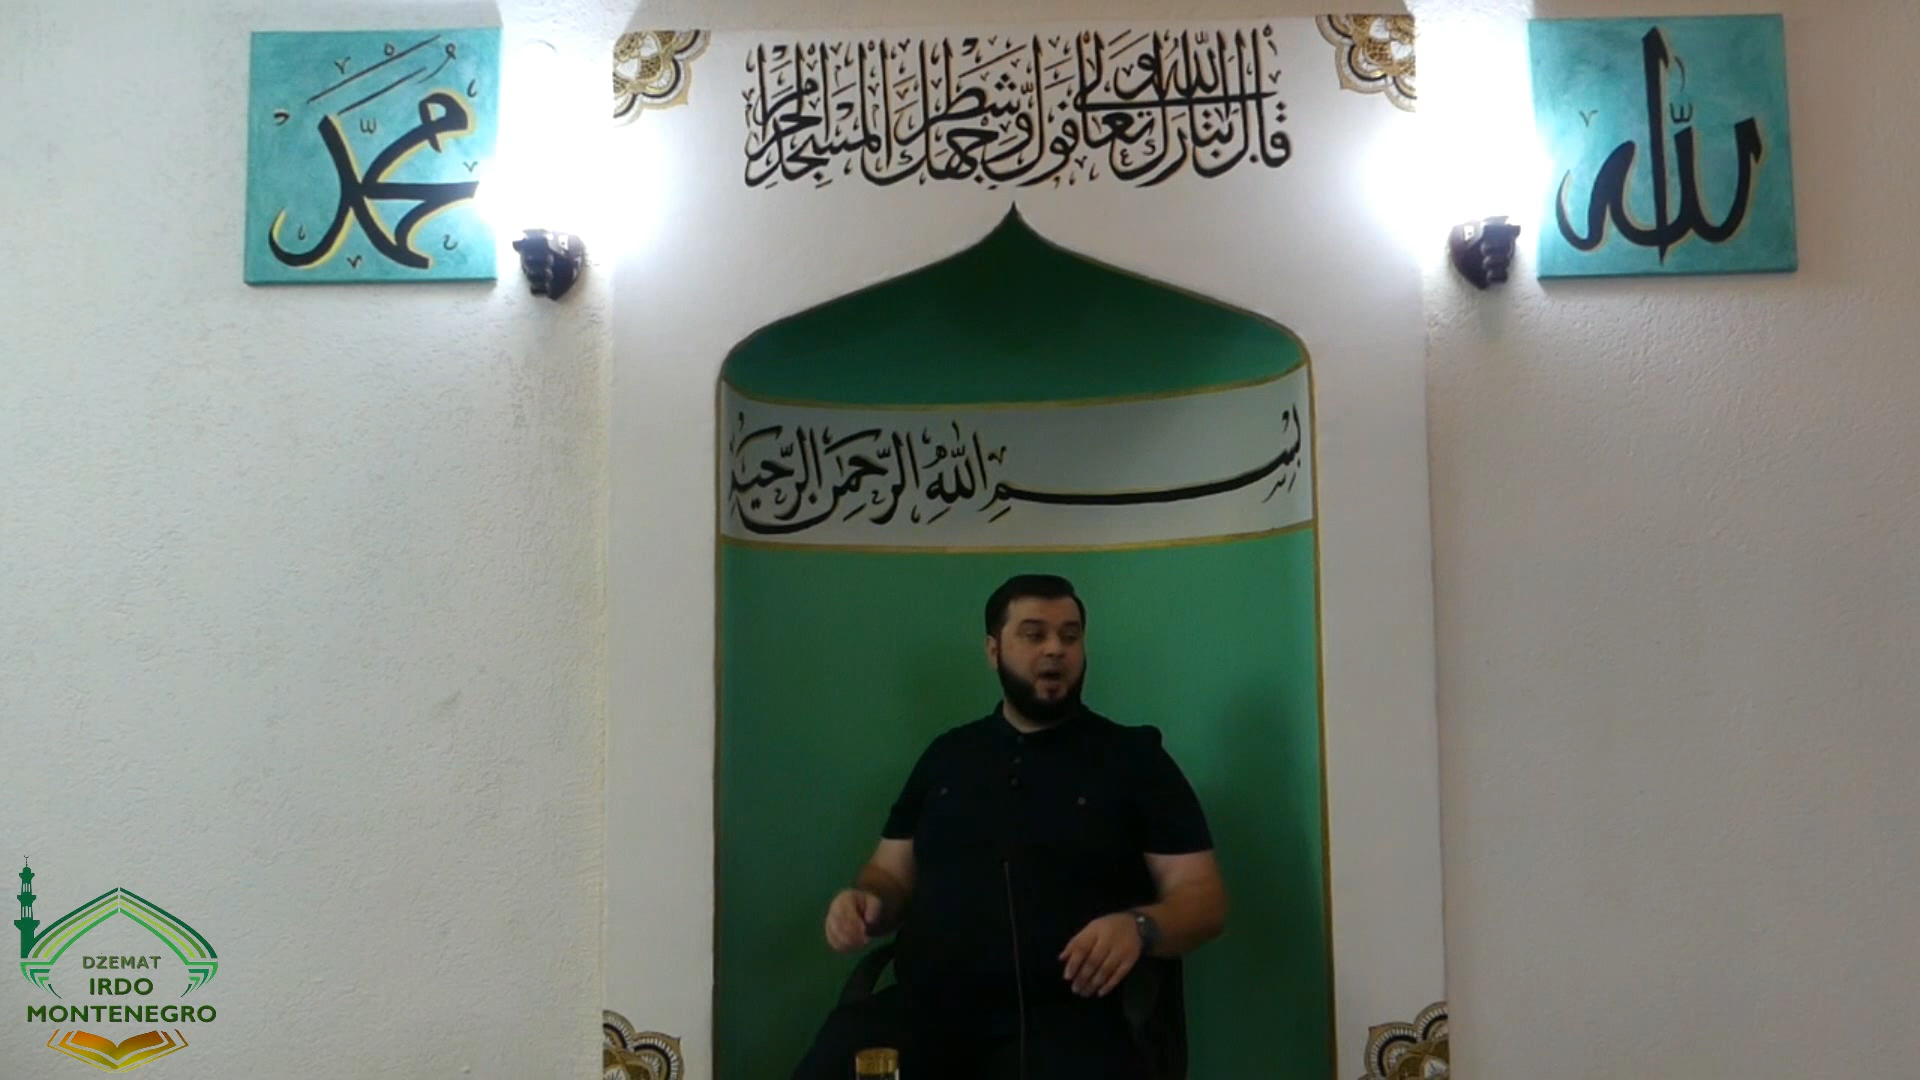 محمد
الله
قال الله تبارك وتعالى
فول وجهك شطر المسجد الحرام
بسم الله الرحمن الرحيم
DZEMAT
IRDO
MONTENEGRO